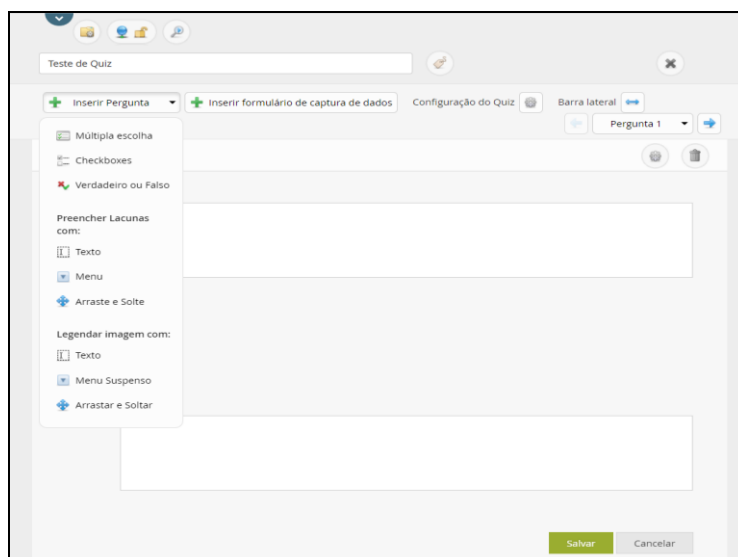 Teste de Quiz
Inserir Pergunta
Inserir formulário de captura de dados
Configuração do Quiz
Barra lateral
Pergunta 1
Múltipla escolha
Checkboxes
Verdadeiro ou Falso
Preencher Lacunas
com:
Texto
Menu
Arraste e Solte
Legendar imagem com:
Texto
Menu Suspenso
Arrastar e Soltar
Salvar
Cancelar